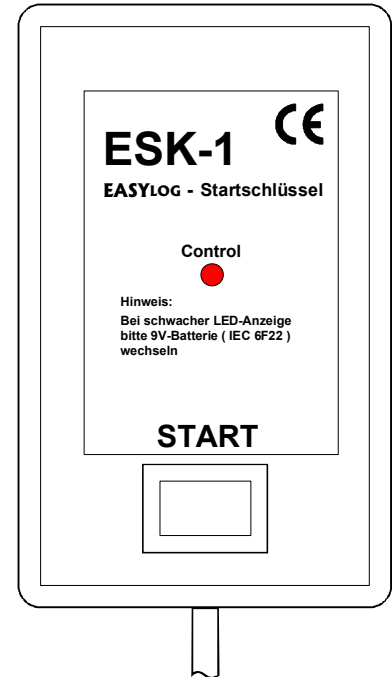 CE
ESK-1
EASYLOG - Startschlüssel
Control
Hinweis:
Bei schwacher LED-Anzeige
bitte 9V-Batterie ( IEC 6F22 )
wechseln
START